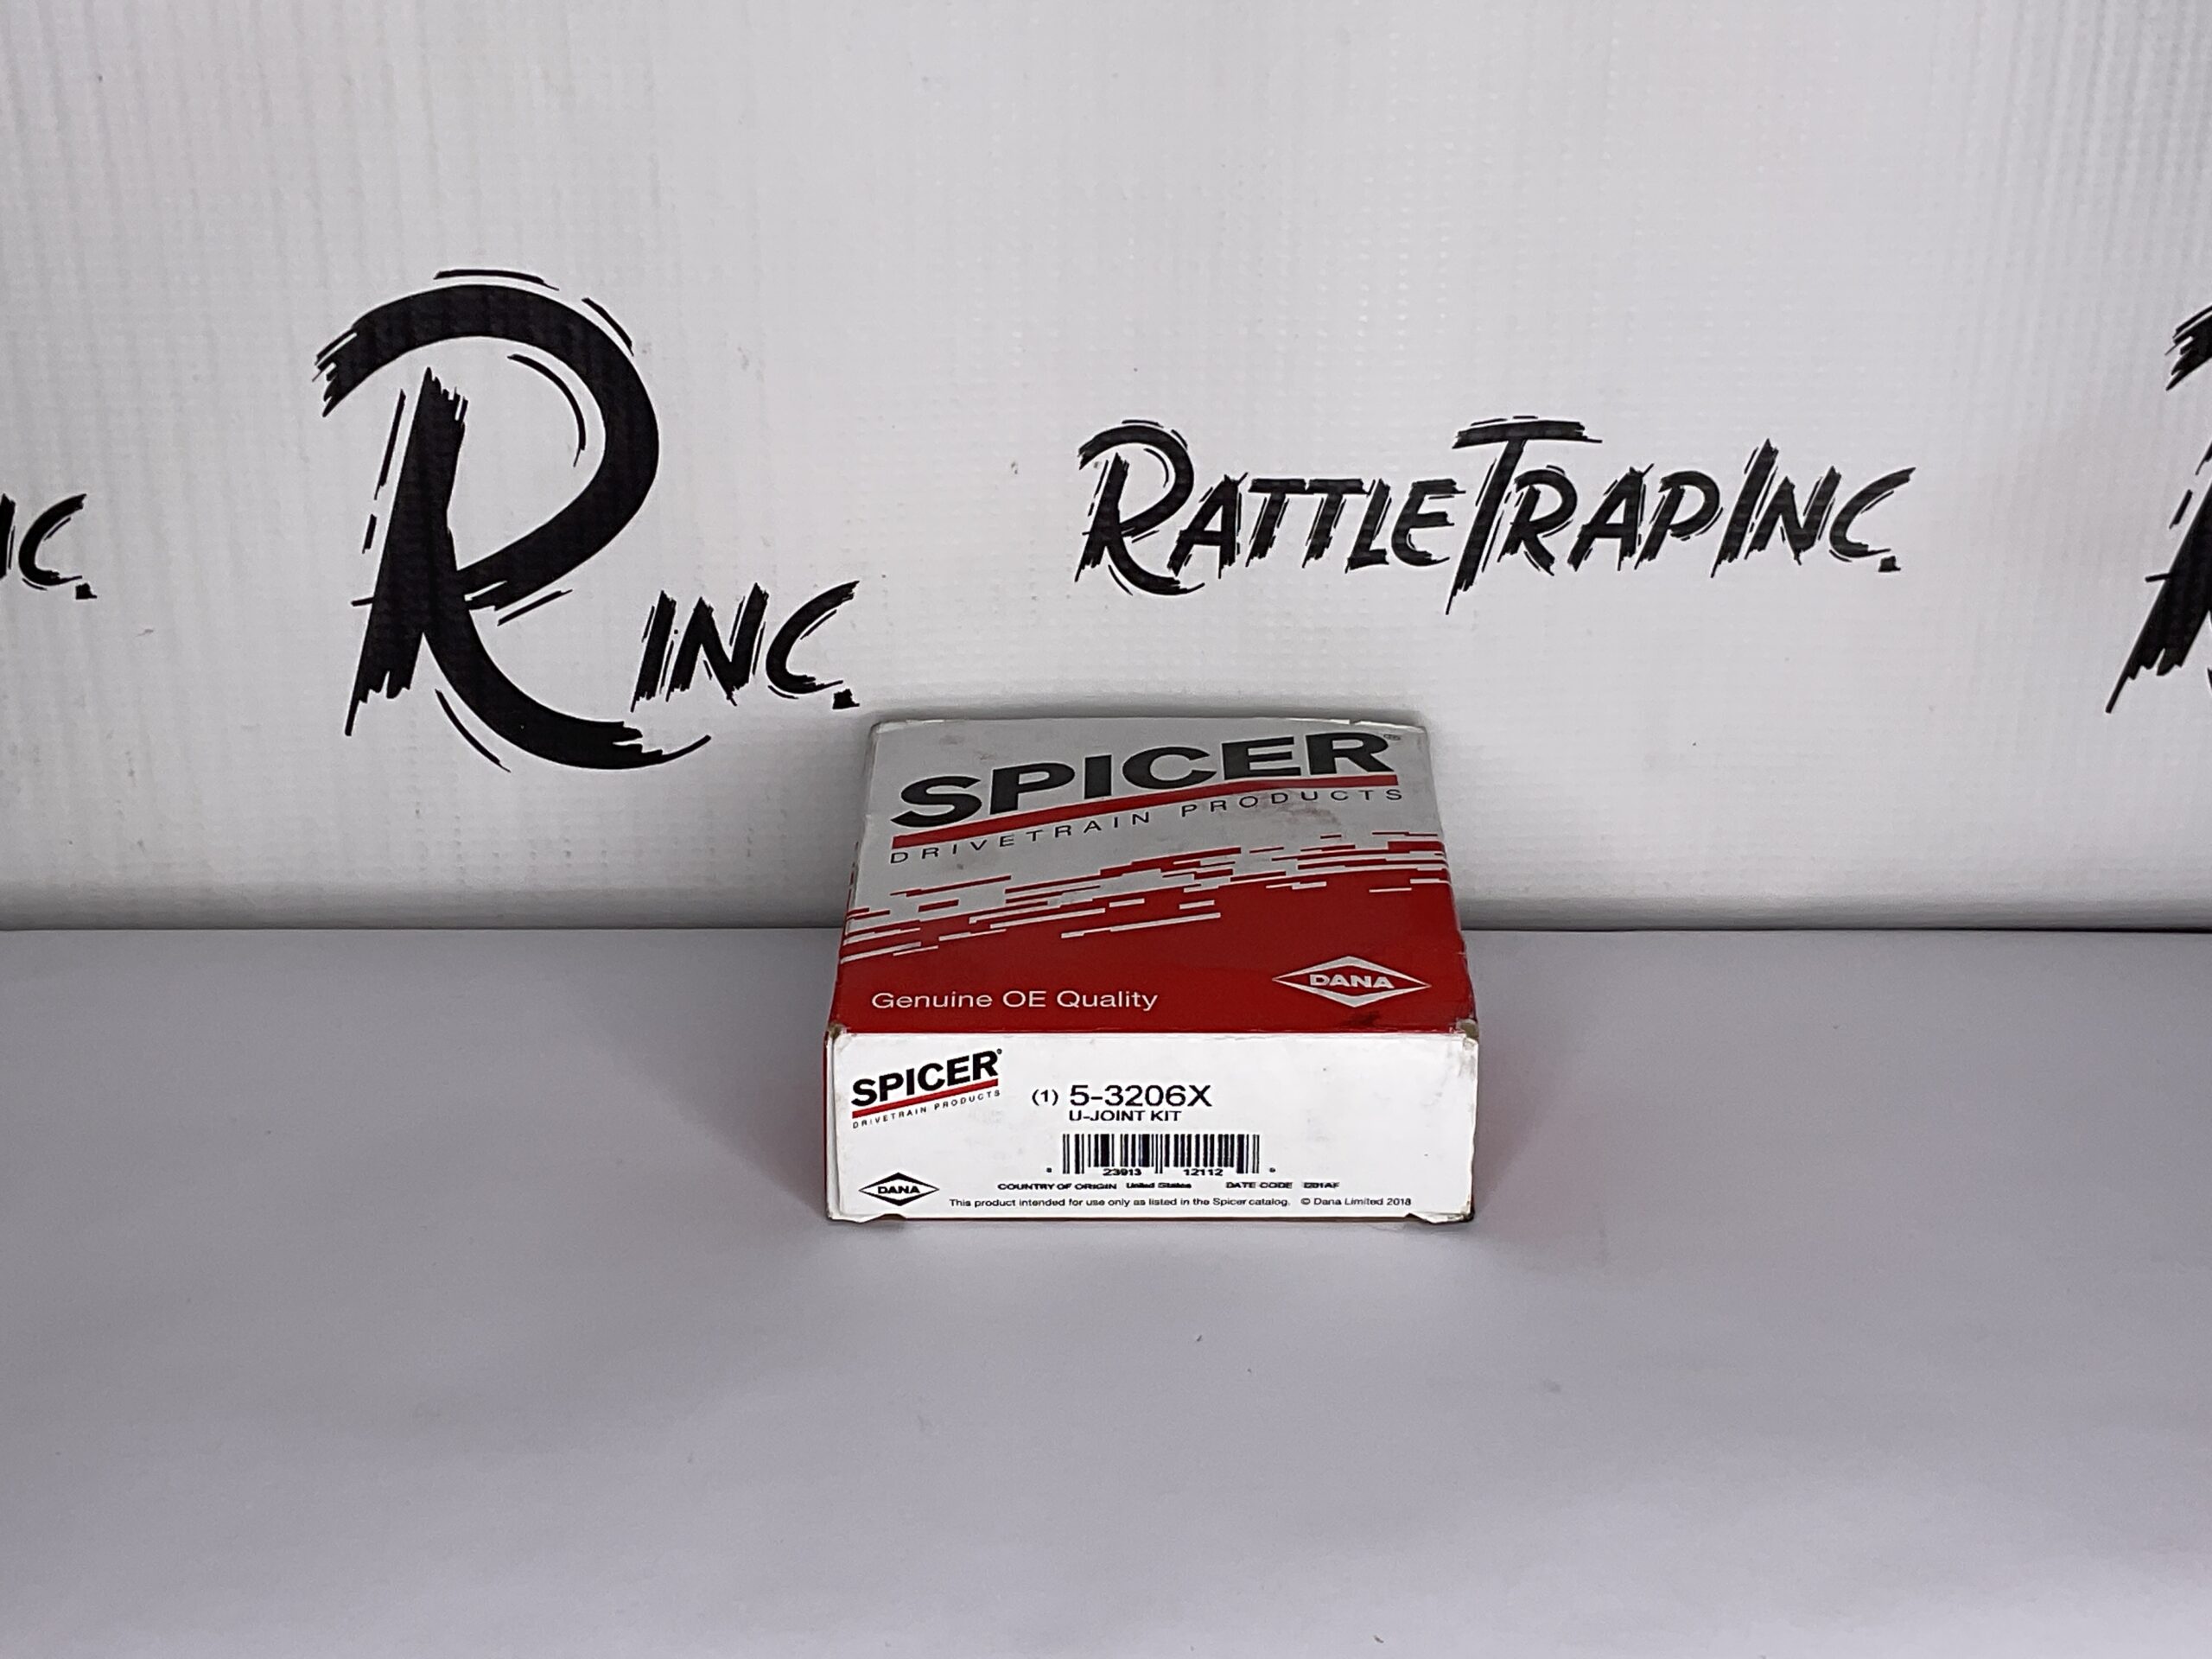 INC.
R INC.
RATTLETRAPINC.
SPICER
DRIVETRAIN PRODUCTS
Genuine OE Quality
DANA
SPICER®
DRIVETRAIN PRODUCTS
(1) 5-3206X
U-JOINT KIT
23913 12112
DANA
COUNTRY OF ORIGIN United States DATE CODE
This product intended for use only as listed in the Spicer catalog. © Dana Limited 2018